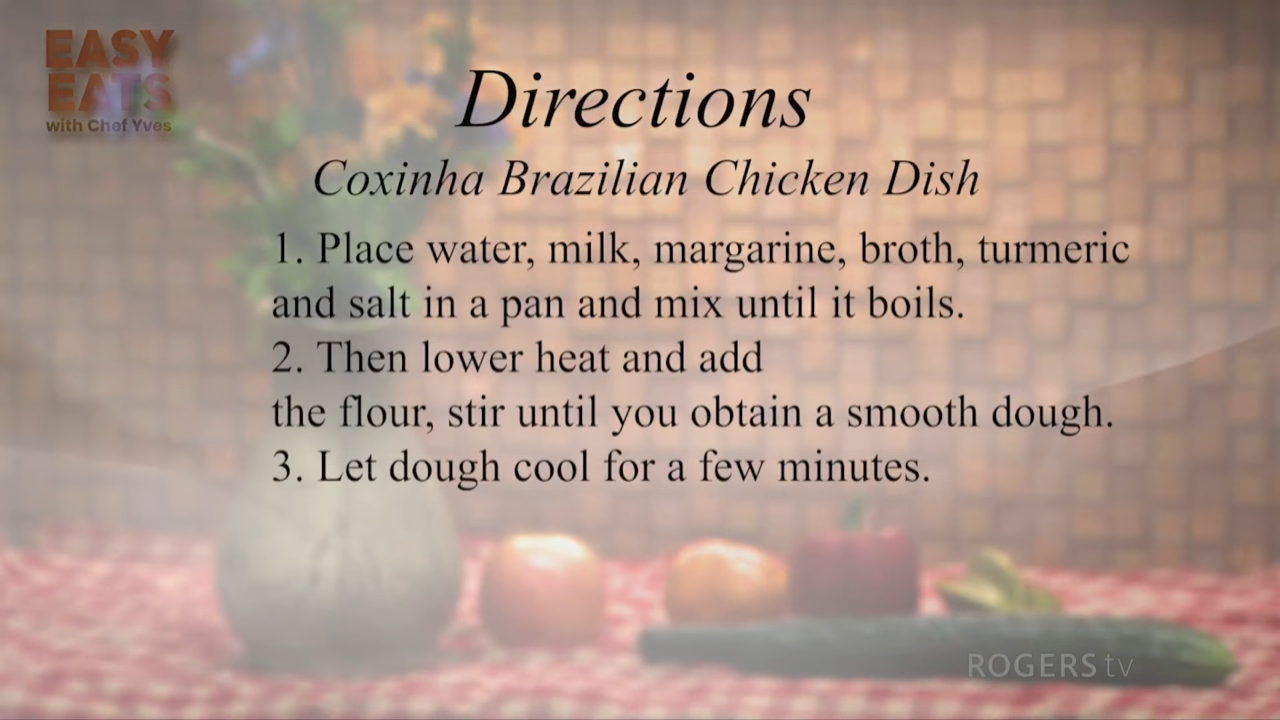 EASY
EATS
with Chef Yves
Directions
Coxinha Brazilian Chicken Dish
1. Place water, milk, margarine, broth, turmeric
and salt in a pan and mix until it boils.
2. Then lower heat and add
the flour, stir until you obtain a smooth dough.
3. Let dough cool for a few minutes.
ROGERS tv